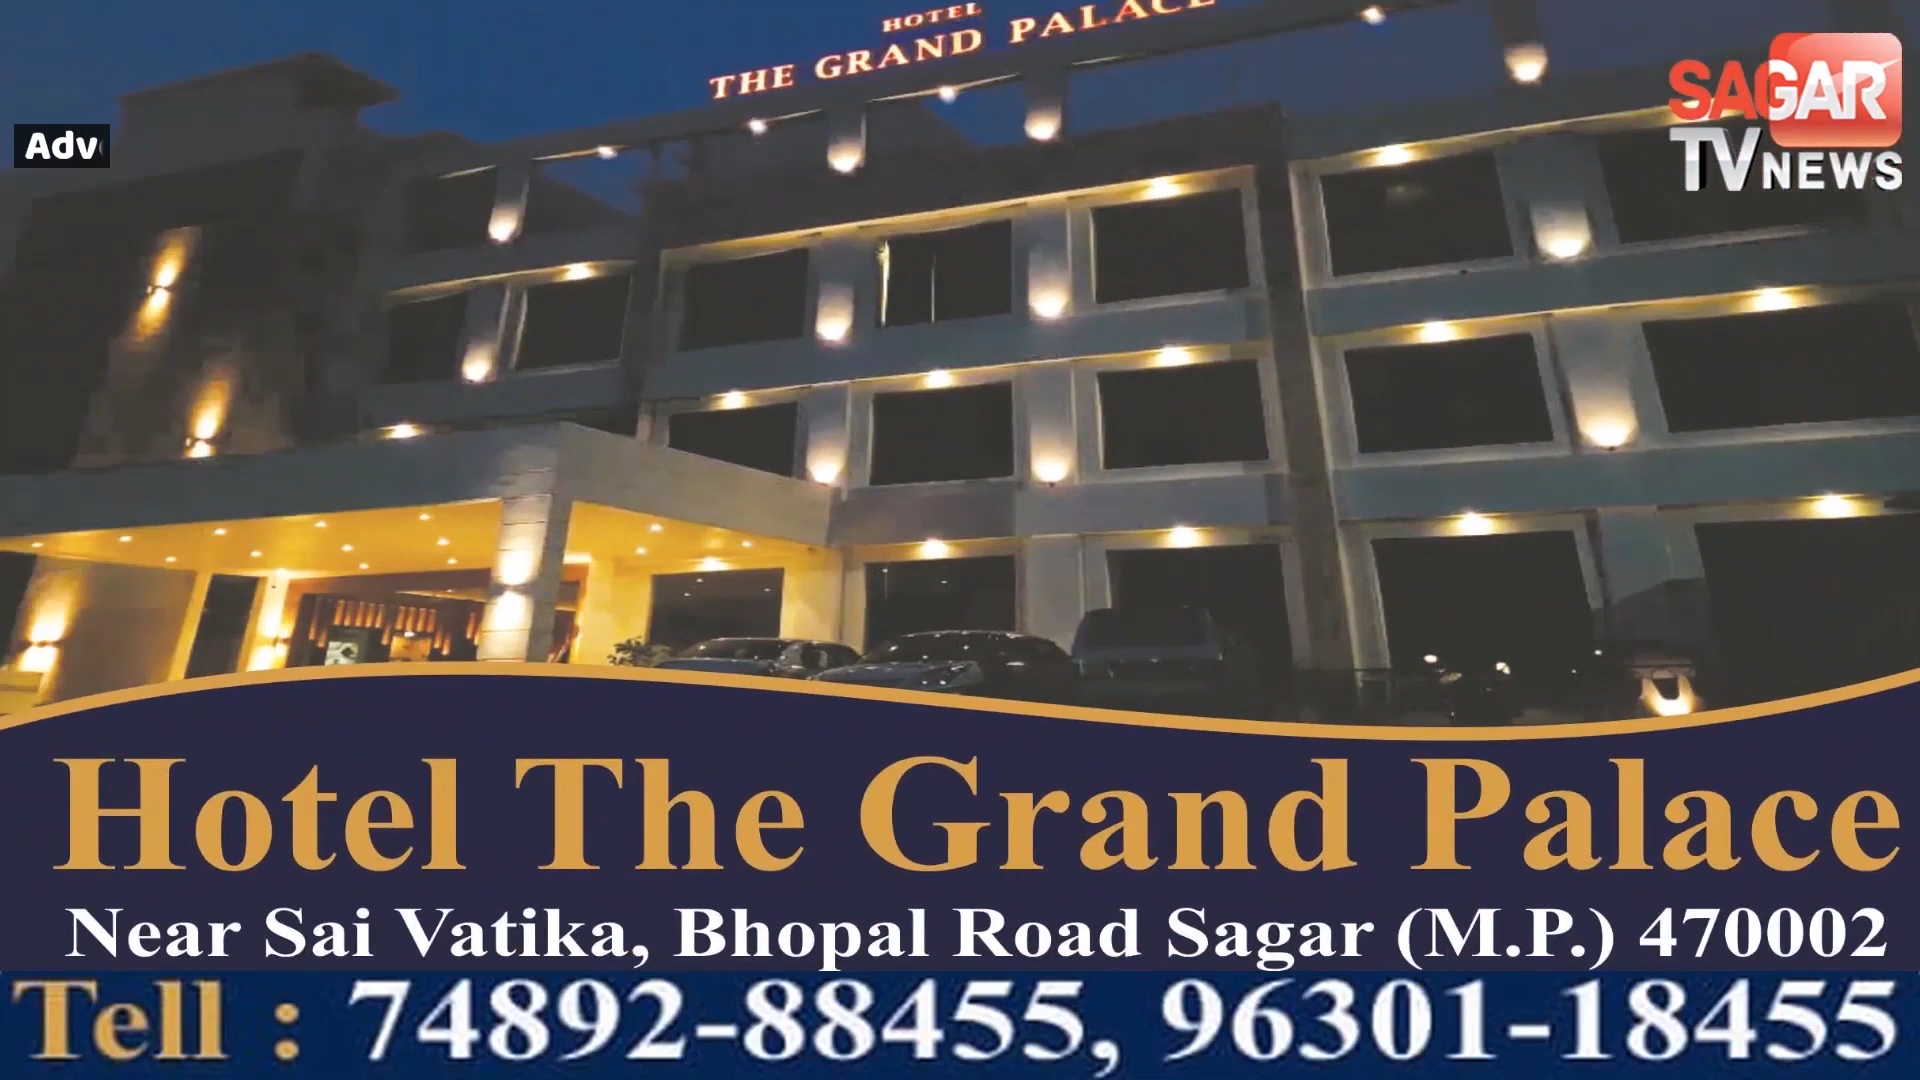 HOTEL
THE GRAND PALACE
SAGAR
TV NEWS
Adv
Hotel The Grand Palace
Near Sai Vatika, Bhopal Road Sagar (M.P.) 470002
Tell : 74892-88455, 96301-18455